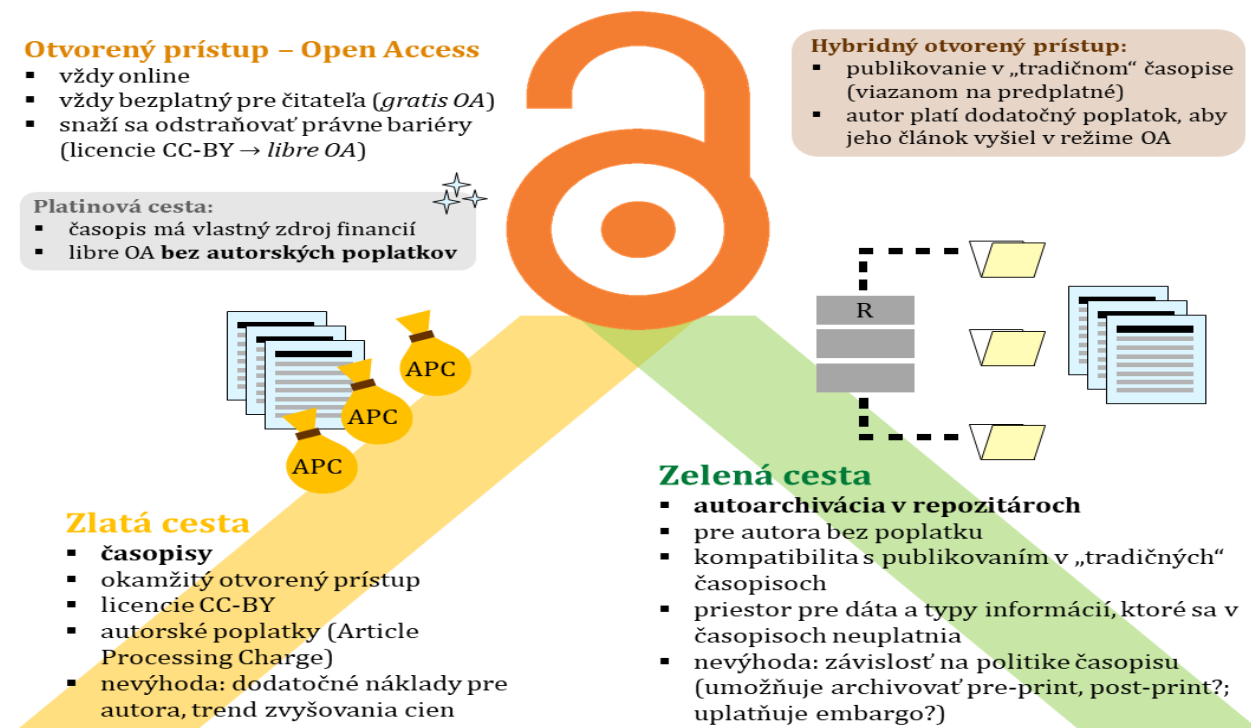 Otvorený prístup – Open Access
▪ vždy online
▪ vždy bezplatný pre čitateľa (gratis OA)
▪ snaží sa odstraňovať právne bariéry
(licencie CC-BY → libre OA)
Hybridný otvorený prístup:
▪ publikovanie v „tradičnom“ časopise
(viazanom na predplatné)
▪ autor platí dodatočný poplatok, aby
jeho článok vyšiel v režime OA
Platinová cesta:
▪ časopis má vlastný zdroj financií
▪ libre OA bez autorských poplatkov
APC
APC
APC
R
Zlatá cesta
▪ časopisy
▪ okamžitý otvorený prístup
▪ licencie CC-BY
▪ autorské poplatky (Article
Processing Charge)
▪ nevýhoda: dodatočné náklady pre
autora, trend zvyšovania cien
Zelená cesta
▪ autoarchivácia v repozitároch
▪ pre autora bez poplatku
▪ kompatibilita s publikovaním v „tradičných“
časopisoch
▪ priestor pre dáta a typy informácií, ktoré sa v
časopisoch neuplatnia
▪ nevýhoda: závislosť na politike časopisu
(umožňuje archivovať pre-print, post-print?;
uplatňuje embargo?)